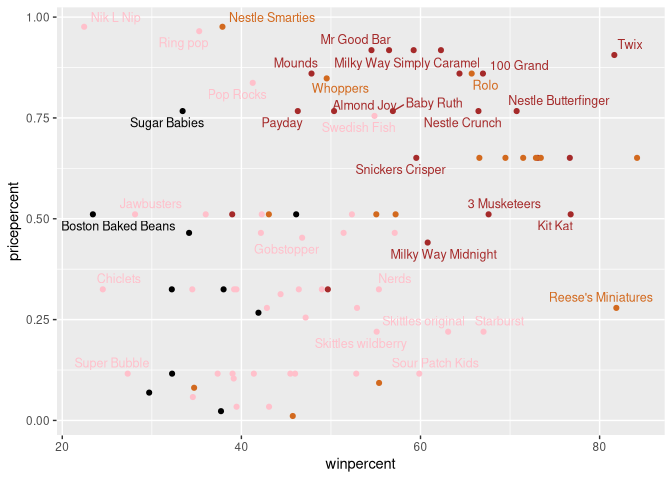 1.00
Nik L Nip
Nestle Smarties
Ring pop
Mr Good Bar
Twix
Mounds
Milky Way Simply Caramel
100 Grand
Whoppers
Rolo
Pop Rocks
Almond Joy
Baby Ruth
Nestle Butterfinger
0.75
Sugar Babies
Payday
Swedish Fish
Nestle Crunch
Snickers Crisper
Jawbusters
3 Musketeers
0.50
Boston Baked Beans
Kit Kat
Gobstopper
Milky Way Midnight
Chiclets
Nerds
Reese's Miniatures
0.25
Skittles original
Starburst
Skittles wildberry
Super Bubble
Sour Patch Kids
0.00
20
40
60
80
winpercent
pricepercent